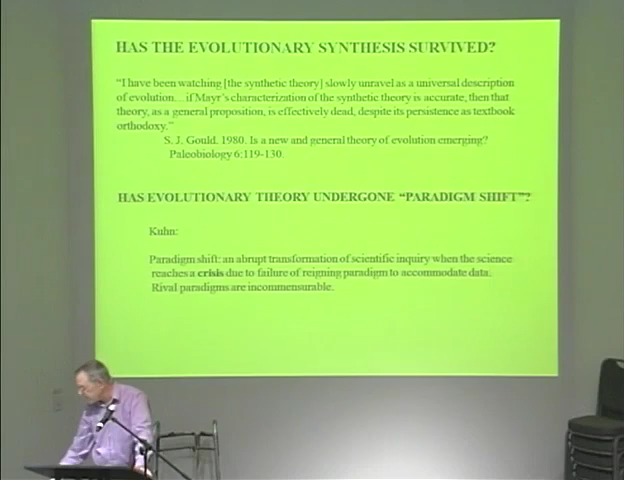 HAS THE EVOLUTIONARY SYNTHESIS SURVIVED?
“I have been watching [the synthetic theory] slowly unravel as a universal description
of evolution... if Mayr’s characterization of the synthetic theory is accurate, then that
theory, as a general proposition, is effectively dead, despite its persistence as textbook
orthodoxy.”
S. J. Gould. 1980. Is a new and general theory of evolution emerging?
Paleobiology 6:119-130.
HAS EVOLUTIONARY THEORY UNDERGONE “PARADIGM SHIFT”?
Kuhn:
Paradigm shift: an abrupt transformation of scientific inquiry when the science
reaches a crisis due to failure of reigning paradigm to accommodate data.
Rival paradigms are incommensurable.